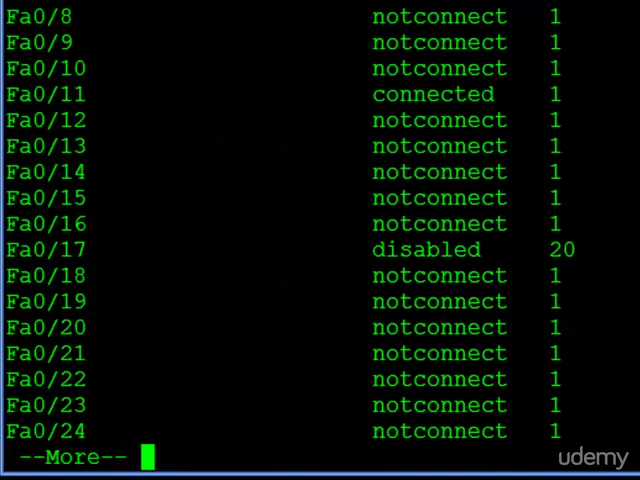 Fa0/8 notconnect 1
Fa0/9 notconnect 1
Fa0/10 notconnect 1
Fa0/11 connected 1
Fa0/12 notconnect 1
Fa0/13 notconnect 1
Fa0/14 notconnect 1
Fa0/15 notconnect 1
Fa0/16 notconnect 1
Fa0/17 disabled 20
Fa0/18 notconnect 1
Fa0/19 notconnect 1
Fa0/20 notconnect 1
Fa0/21 notconnect 1
Fa0/22 notconnect 1
Fa0/23 notconnect 1
Fa0/24 notconnect 1
--More--
udemy